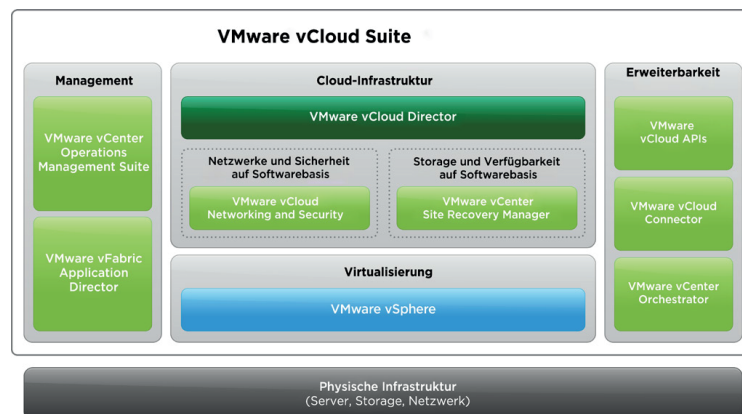 VMware vCloud Suite
Management
VMware vCenter
Operations
Management Suite
VMware vFabric
Application
Director
Cloud-Infrastruktur
VMware vCloud Director
Netzwerke und Sicherheit
auf Softwarebasis
VMware vCloud
Networking and Security
Storage und Verfügbarkeit
auf Softwarebasis
VMware vCenter
Site Recovery Manager
Virtualisierung
VMware vSphere
Erweiterbarkeit
VMware
vCloud APIs
VMware vCloud
Connector
VMware vCenter
Orchestrator
Physische Infrastruktur
(Server, Storage, Netzwerk)